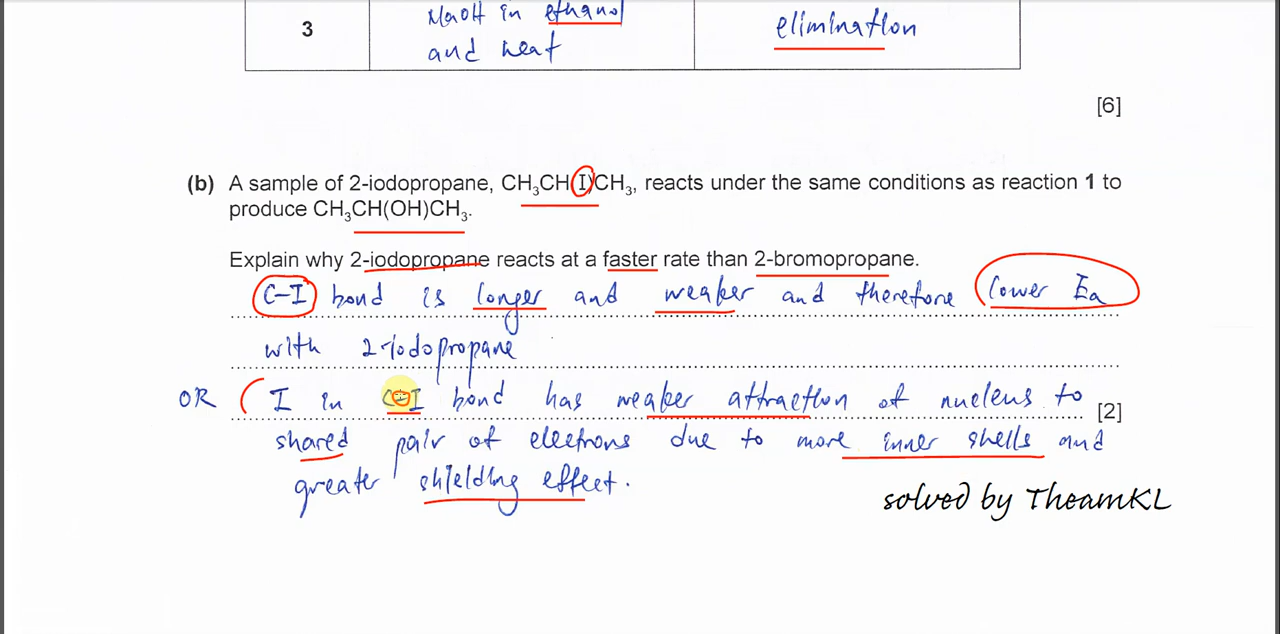 3
NaOH in ethanol
and heat
elimination
[6]
(b) A sample of 2-iodopropane, CH₃CH(I)CH₃, reacts under the same conditions as reaction 1 to
produce CH₃CH(OH)CH₃.
Explain why 2-iodopropane reacts at a faster rate than 2-bromopropane.
C-I bond is longer and weaker and therefore lower Ea
with 2-iodopropane
OR ( I in C-I bond has weaker attraction of nucleus to
[2]
shared pair of electrons due to more inner shells and
greater shielding effect.
solved by TheamKL